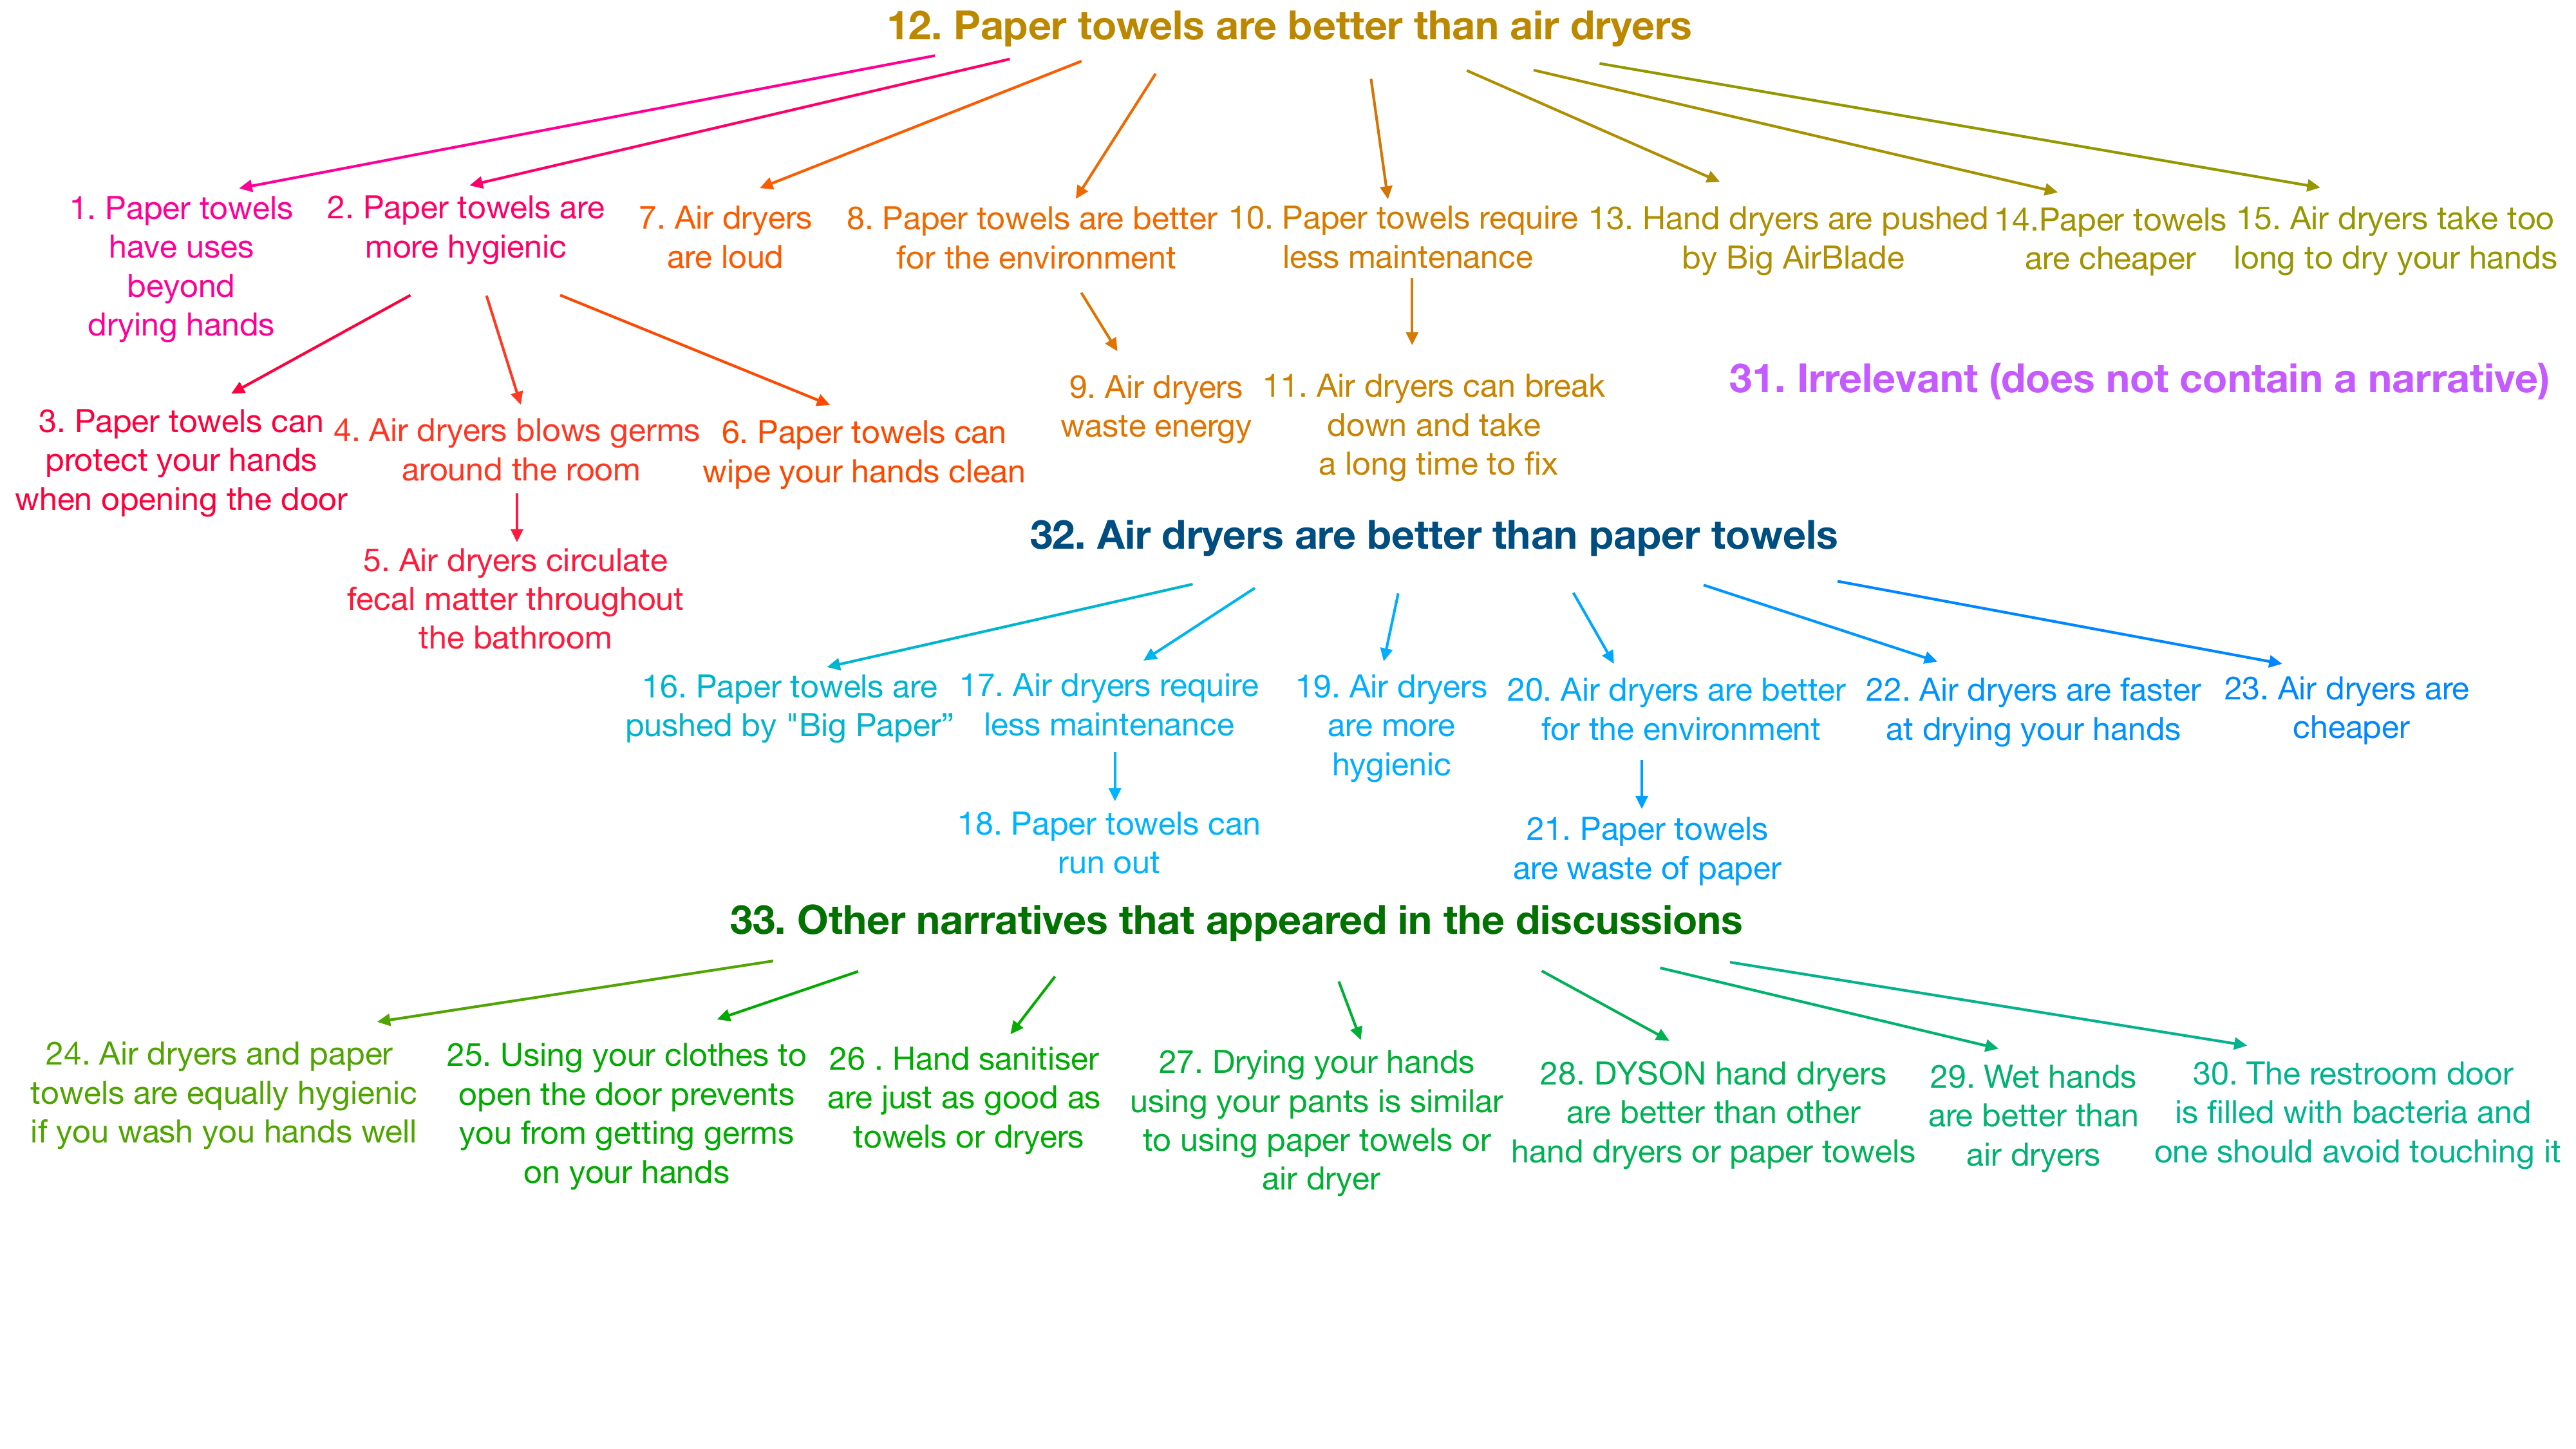 12. Paper towels are better than air dryers
1. Paper towels
have uses
beyond
drying hands
2. Paper towels are
more hygienic
7. Air dryers
are loud
8. Paper towels are better
for the environment
10. Paper towels require
less maintenance
13. Hand dryers are pushed
by Big AirBlade
14.Paper towels
are cheaper
15. Air dryers take too
long to dry your hands
3. Paper towels can
protect your hands
when opening the door
4. Air dryers blows germs
around the room
6. Paper towels can
wipe your hands clean
9. Air dryers
waste energy
11. Air dryers can break
down and take
a long time to fix
31. Irrelevant (does not contain a narrative)
5. Air dryers circulate
fecal matter throughout
the bathroom
32. Air dryers are better than paper towels
16. Paper towels are
pushed by "Big Paper”
17. Air dryers require
less maintenance
19. Air dryers
are more
hygienic
20. Air dryers are better
for the environment
22. Air dryers are faster
at drying your hands
23. Air dryers are
cheaper
18. Paper towels can
run out
21. Paper towels
are waste of paper
33. Other narratives that appeared in the discussions
24. Air dryers and paper
towels are equally hygienic
if you wash you hands well
25. Using your clothes to
open the door prevents
you from getting germs
on your hands
26 . Hand sanitiser
are just as good as
towels or dryers
27. Drying your hands
using your pants is similar
to using paper towels or
air dryer
28. DYSON hand dryers
are better than other
hand dryers or paper towels
29. Wet hands
are better than
air dryers
30. The restroom door
is filled with bacteria and
one should avoid touching it